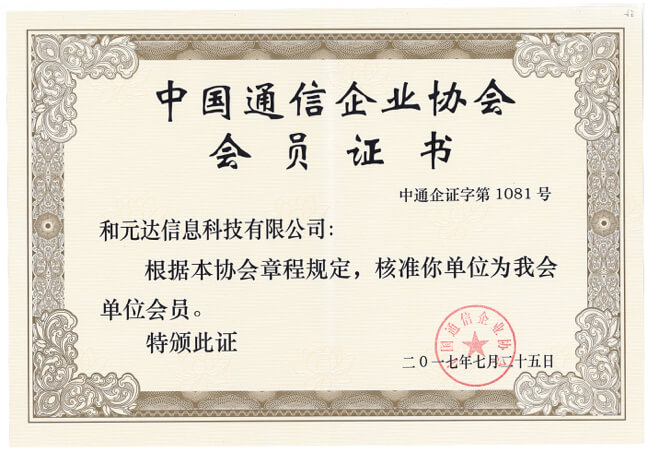 中国通信企业协会
会员证书
中通企证字第 1081 号
和元达信息科技有限公司:
根据本协会章程规定，核准你单位为我会
单位会员。
特颁此证
中国通信企业协会
二0一七年七月二十五日